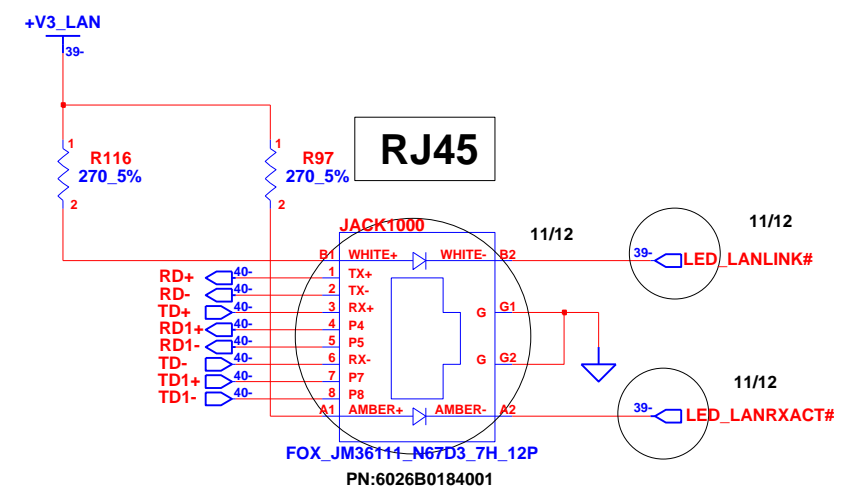 +V3_LAN
39-
1
R116
270_5%
2
1
R97
270_5%
2
RJ45
JACK1000
11/12
11/12
B1 WHITE+ WHITE- B2
39- LED_LANLINK#
RD+ 40- 1 TX+
RD- 40- 2 TX-
TD+ 40- 3 RX+ G G1
RD1+ 40- 4 P4
RD1- 40- 5 P5
TD- 40- 6 RX- G G2
TD1+ 40- 7 P7
TD1- 40- 8 P8
11/12
A1 AMBER+ AMBER- A2
39- LED_LANRXACT#
FOX_JM36111_N67D3_7H_12P
PN:6026B0184001